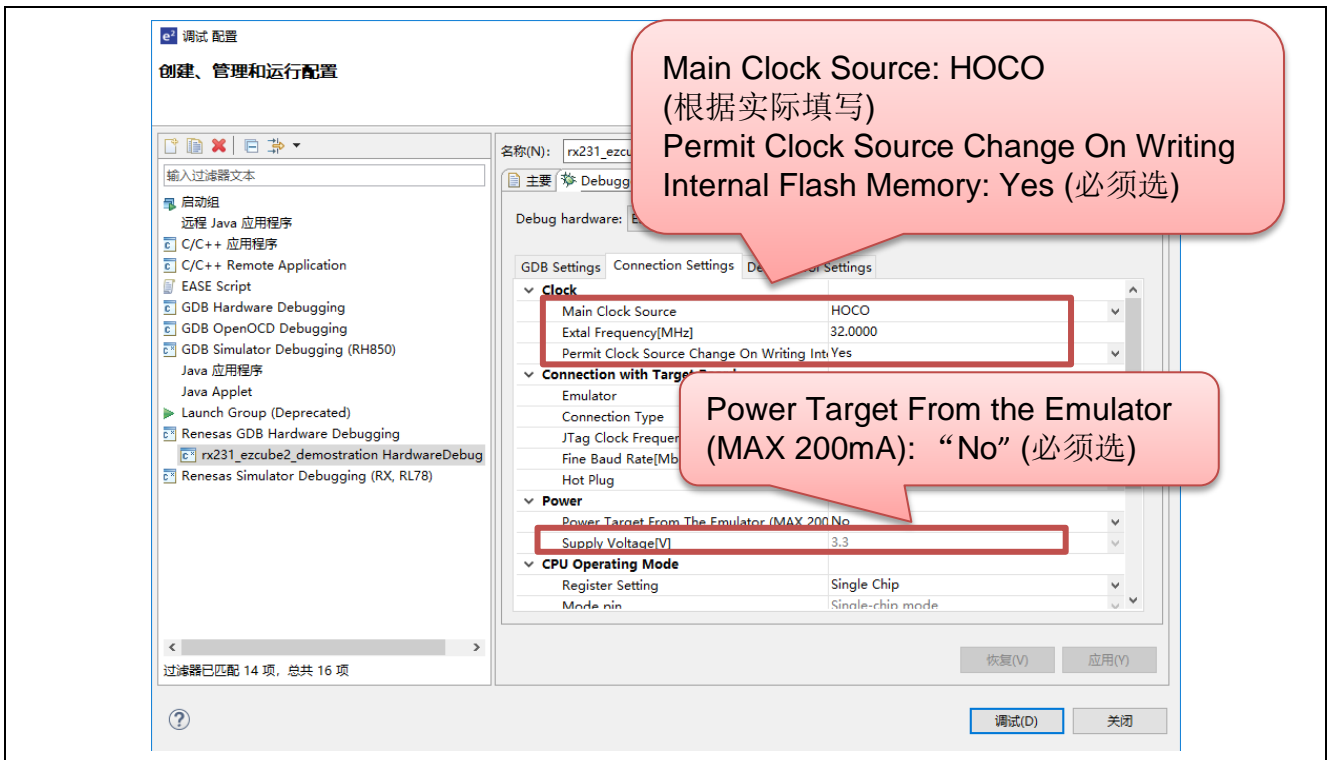 e² 调试 配置
创建、管理和运行配置
Main Clock Source: HOCO
(根据实际填写)
Permit Clock Source Change On Writing
Internal Flash Memory: Yes (必须选)
输入过滤器文本
启动组
远程 Java 应用程序
C/C++ 应用程序
C/C++ Remote Application
EASE Script
GDB Hardware Debugging
GDB OpenOCD Debugging
GDB Simulator Debugging (RH850)
Java 应用程序
Java Applet
Launch Group (Deprecated)
Renesas GDB Hardware Debugging
rx231_ezcube2_demostration HardwareDebug
Renesas Simulator Debugging (RX, RL78)
过滤器已匹配 14 项，总共 16 项
名称(N): rx231_ezcu
主要 Debugg
Debug hardware:
GDB Settings Connection Settings Settings
Clock
Main Clock Source HOCO
Extal Frequency[MHz] 32.0000
Permit Clock Source Change On Writing Inte Yes
Connection with Target
Emulator
Connection Type
JTag Clock Frequer
Fine Baud Rate[Mb
Hot Plug
Power Target From the Emulator
(MAX 200mA): “No” (必须选)
Power
Power Target From The Emulator (MAX 200 No
Supply Voltage[V] 3.3
CPU Operating Mode
Register Setting Single Chip
Mode pin Single-chip mode
恢复(V) 应用(Y)
调试(D) 关闭